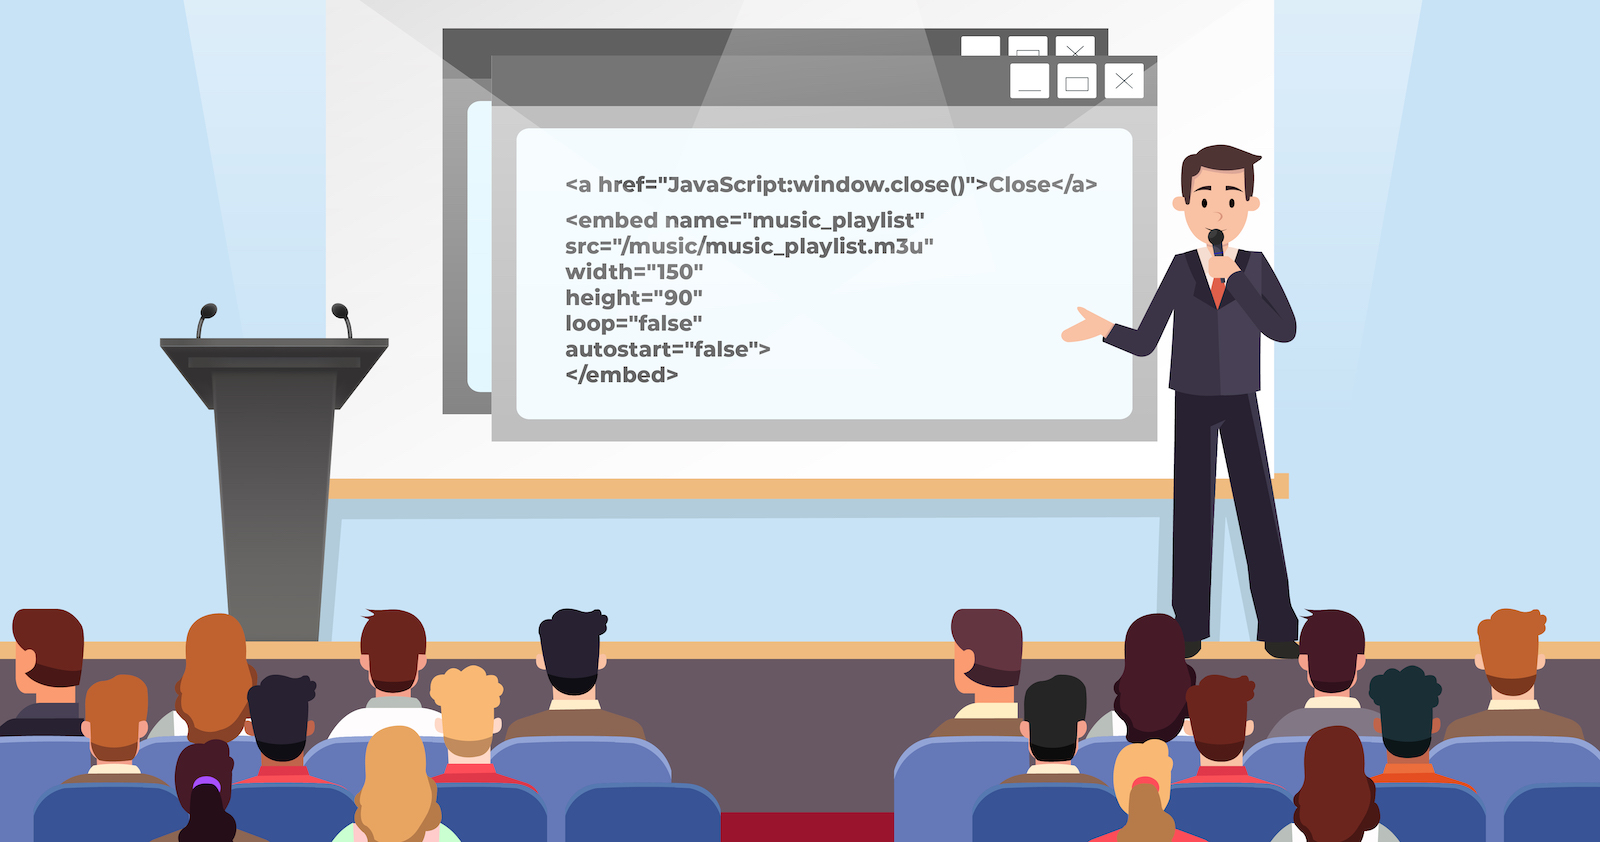 <a href="JavaScript:window.close()">Close</a>
<embed name="music_playlist"
src="/music/music_playlist.m3u"
width="150"
height="90"
loop="false"
autostart="false">
</embed>